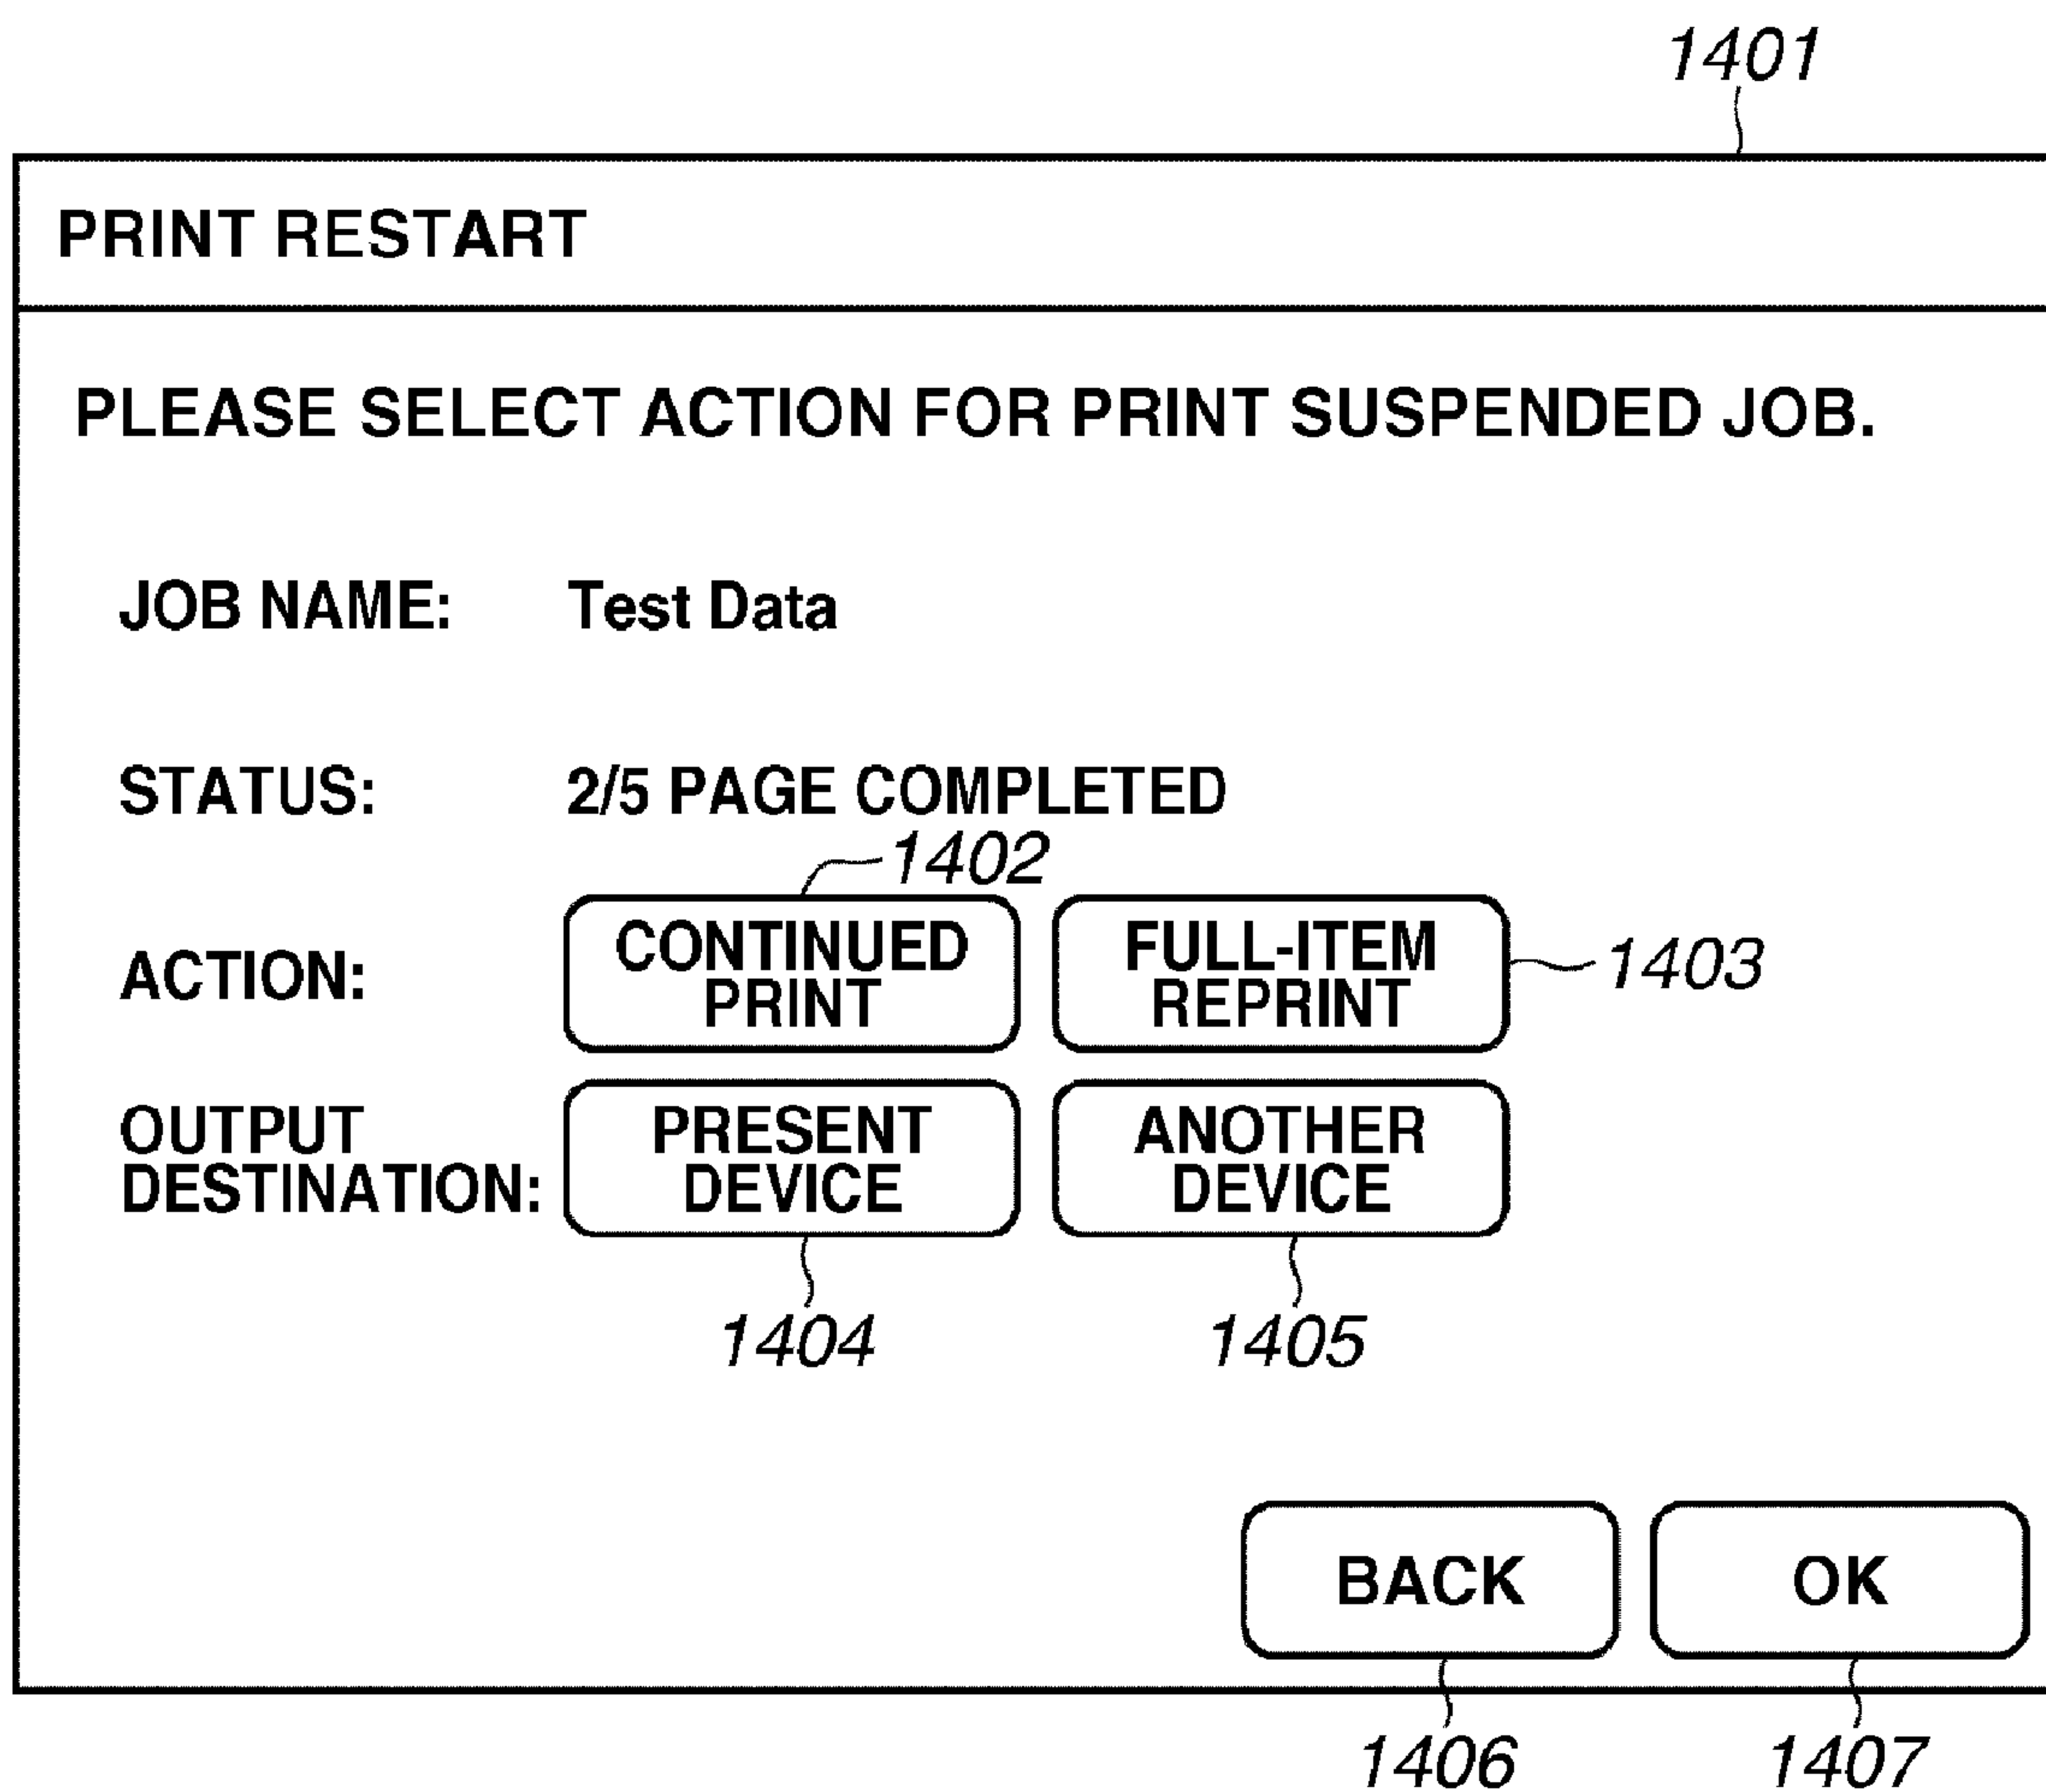 1401
PRINT RESTART
PLEASE SELECT ACTION FOR PRINT SUSPENDED JOB.
JOB NAME: Test Data
STATUS: 2/5 PAGE COMPLETED
1402
ACTION:
CONTINUED
PRINT
FULL-ITEM
REPRINT
1403
OUTPUT
DESTINATION:
PRESENT
DEVICE
ANOTHER
DEVICE
1404
1405
BACK
OK
1406
1407